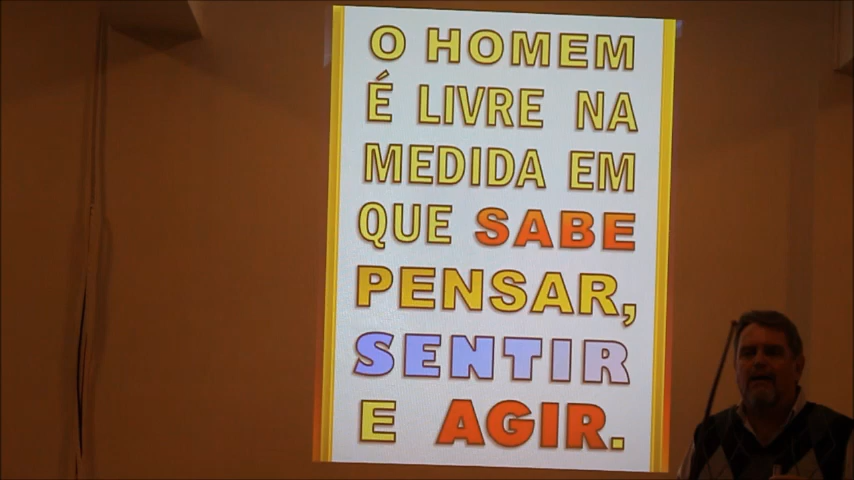 O HOMEM
É LIVRE NA
MEDIDA EM
QUE SABE
PENSAR,
SENTIR
E AGIR.